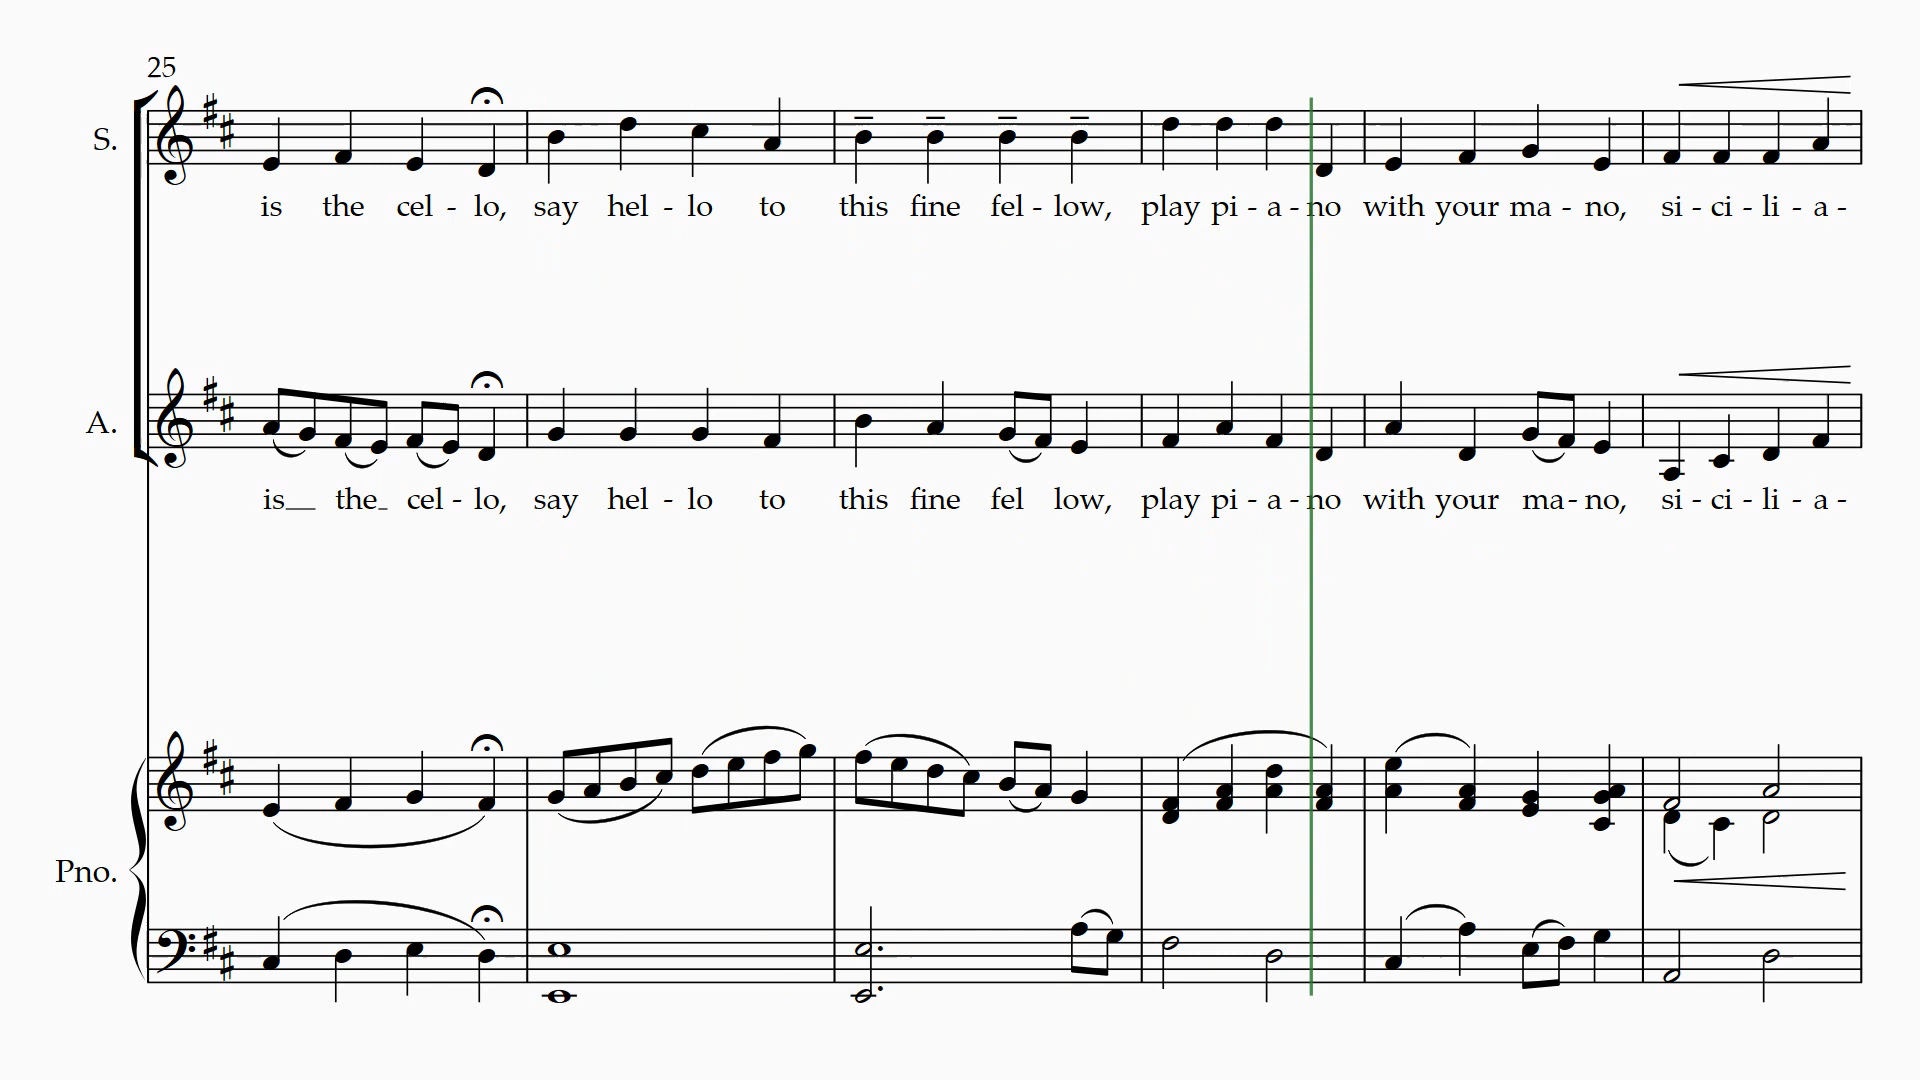 25
S.
is the cel - lo, say hel - lo to this fine fel - low, play pi - a - no with your ma - no, si - ci - li - a -
A.
is__ the_ cel - lo, say hel - lo to this fine fel low, play pi - a - no with your ma - no, si - ci - li - a -
Pno.